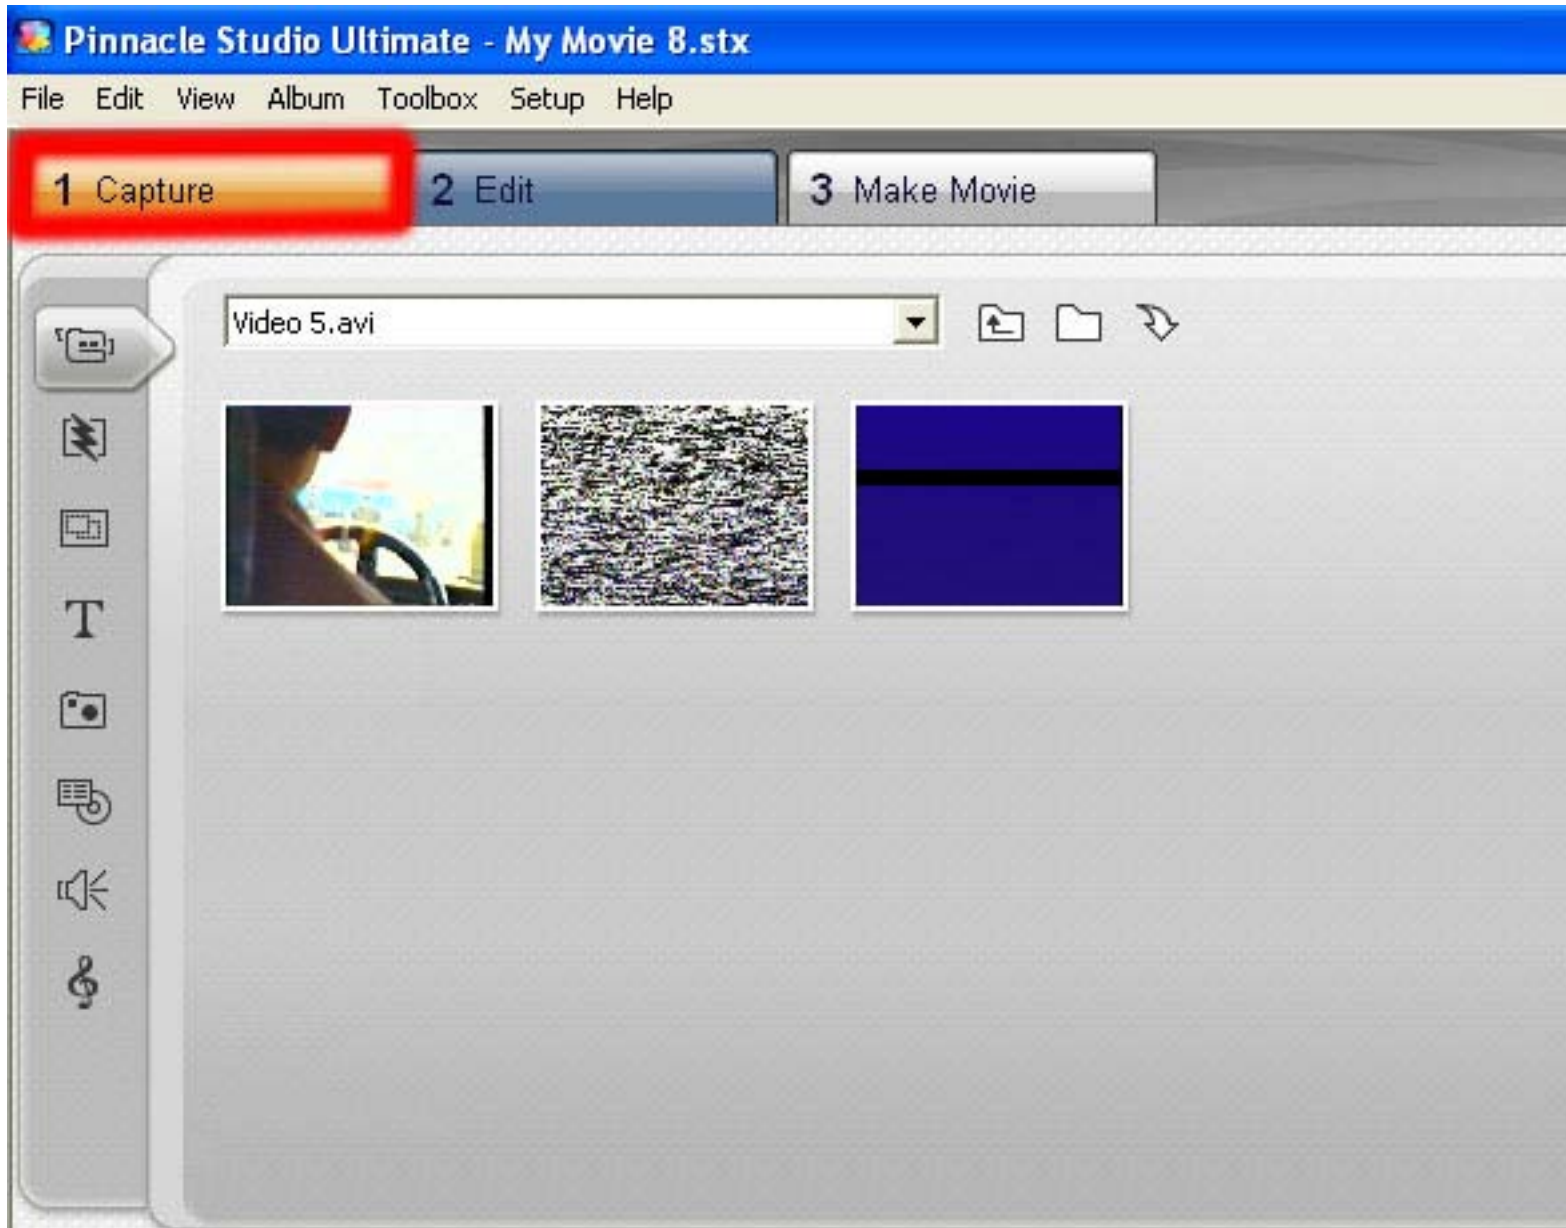 Pinnacle Studio Ultimate - My Movie 8.stx
File Edit View Album Toolbox Setup Help
1 Capture 2 Edit 3 Make Movie
Video 5.avi
T